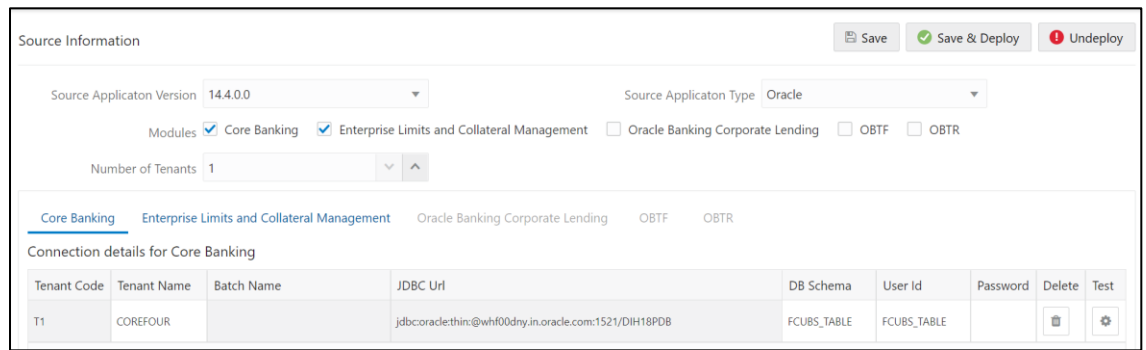 Source Information Save Save & Deploy Undeploy
Source Applicaton Version 14.4.0.0 Source Applicaton Type Oracle
Modules Core Banking Enterprise Limits and Collateral Management Oracle Banking Corporate Lending OBTF OBTR
Number of Tenants 1
Core Banking Enterprise Limits and Collateral Management Oracle Banking Corporate Lending OBTF OBTR
Connection details for Core Banking
Tenant Code Tenant Name Batch Name JDBC Url DB Schema User Id Password Delete Test
T1 COREFOUR jdbc:oracle:thin:@whf00dny.in.oracle.com:1521/DIH18PDB FCUBS_TABLE FCUBS_TABLE